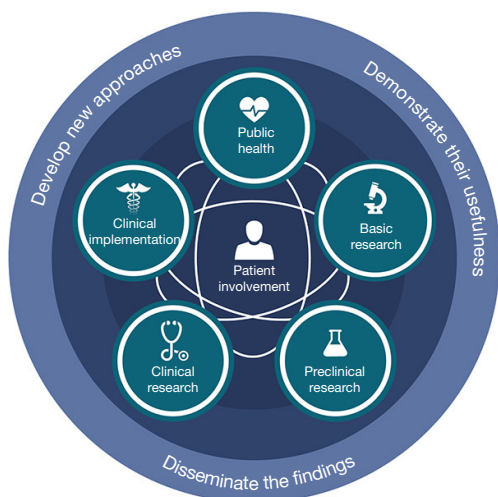 Develop new approaches
Demonstrate their usefulness
Public
health
Clinical
implementation
Basic
research
Patient
involvement
Clinical
research
Preclinical
research
Disseminate the findings